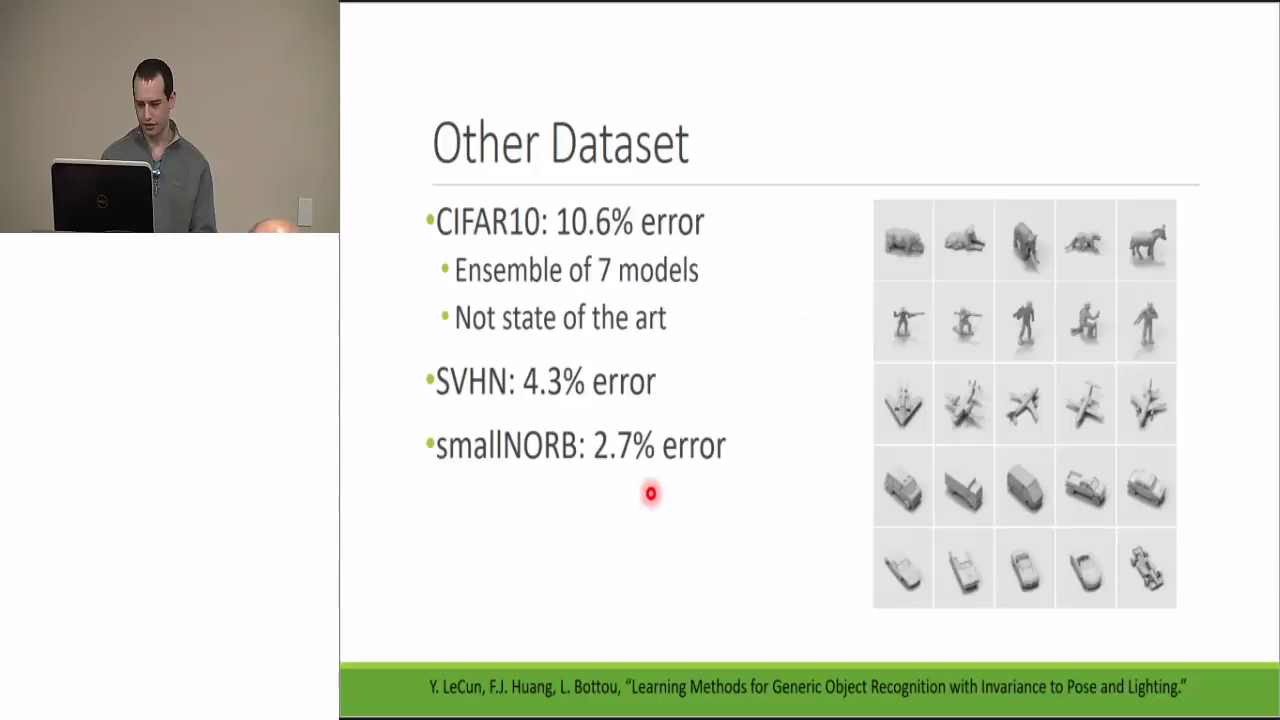 Other Dataset
•CIFAR10: 10.6% error
•Ensemble of 7 models
•Not state of the art
•SVHN: 4.3% error
•smallNORB: 2.7% error
Y. LeCun, F.J. Huang, L. Bottou, “Learning Methods for Generic Object Recognition with Invariance to Pose and Lighting.”